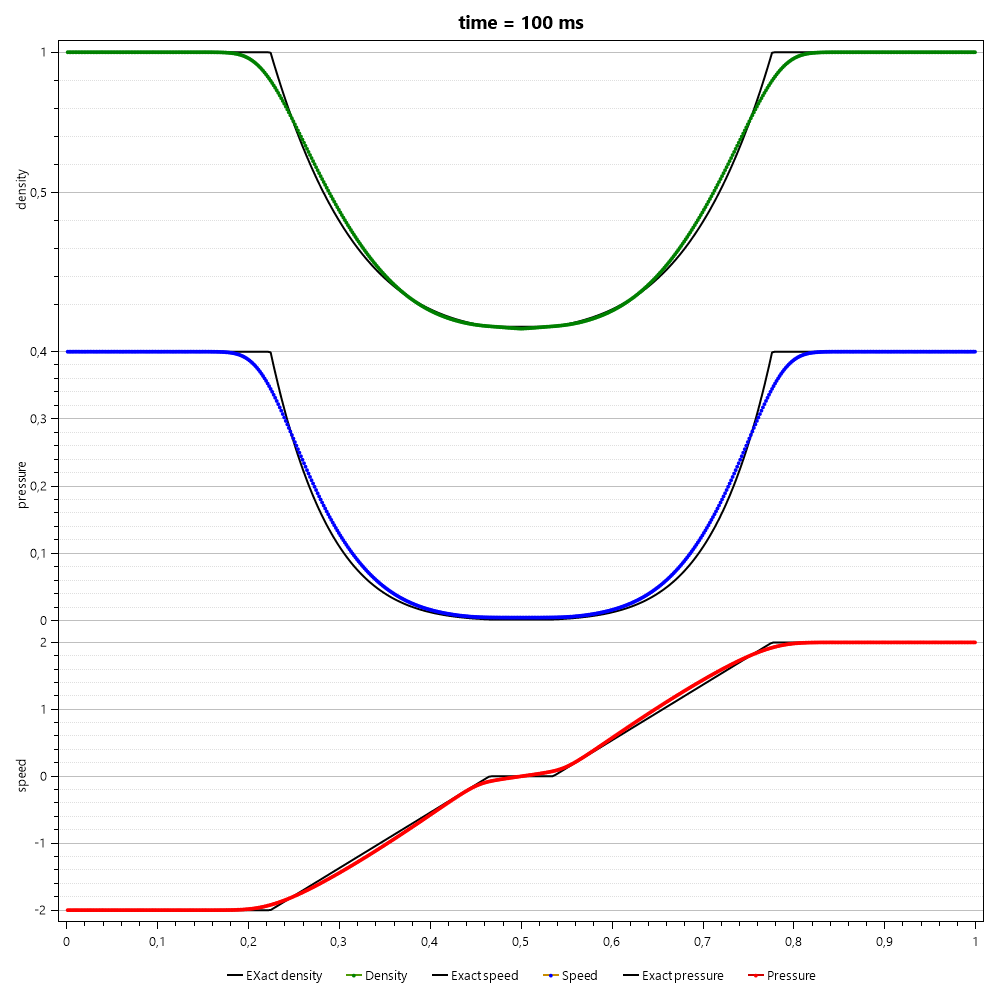 time = 100 ms
1
0,5
density
0,4
0,3
0,2
0,1
0
pressure
2
1
0
-1
-2
speed
0 0,1 0,2 0,3 0,4 0,5 0,6 0,7 0,8 0,9 1
EXact density Density Exact speed Speed Exact pressure Pressure